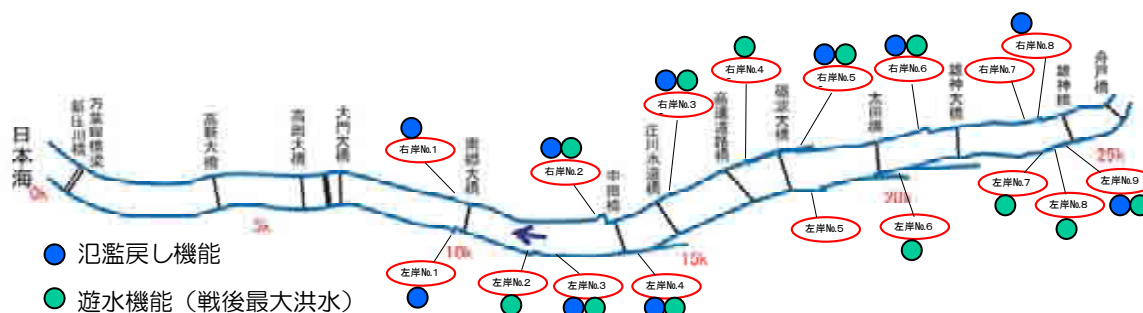 日本海
0k
新庄川橋
万葉線橋梁
二塚大橋
高岡大橋
大門大橋
5k
右岸№1
南郷大橋
10k
左岸№1
右岸№2
中田橋
左岸№2
左岸№3
左岸№4
15k
右岸№3
庄川水道橋
高速道路橋
右岸№4
砺波大橋
右岸№5
左岸№5
太田橋
右岸№6
20k
左岸№6
雄神大橋
右岸№7
右岸№8
雄神橋
舟戸橋
25k
左岸№7
左岸№8
左岸№9
氾濫戻し機能
遊水機能（戦後最大洪水）